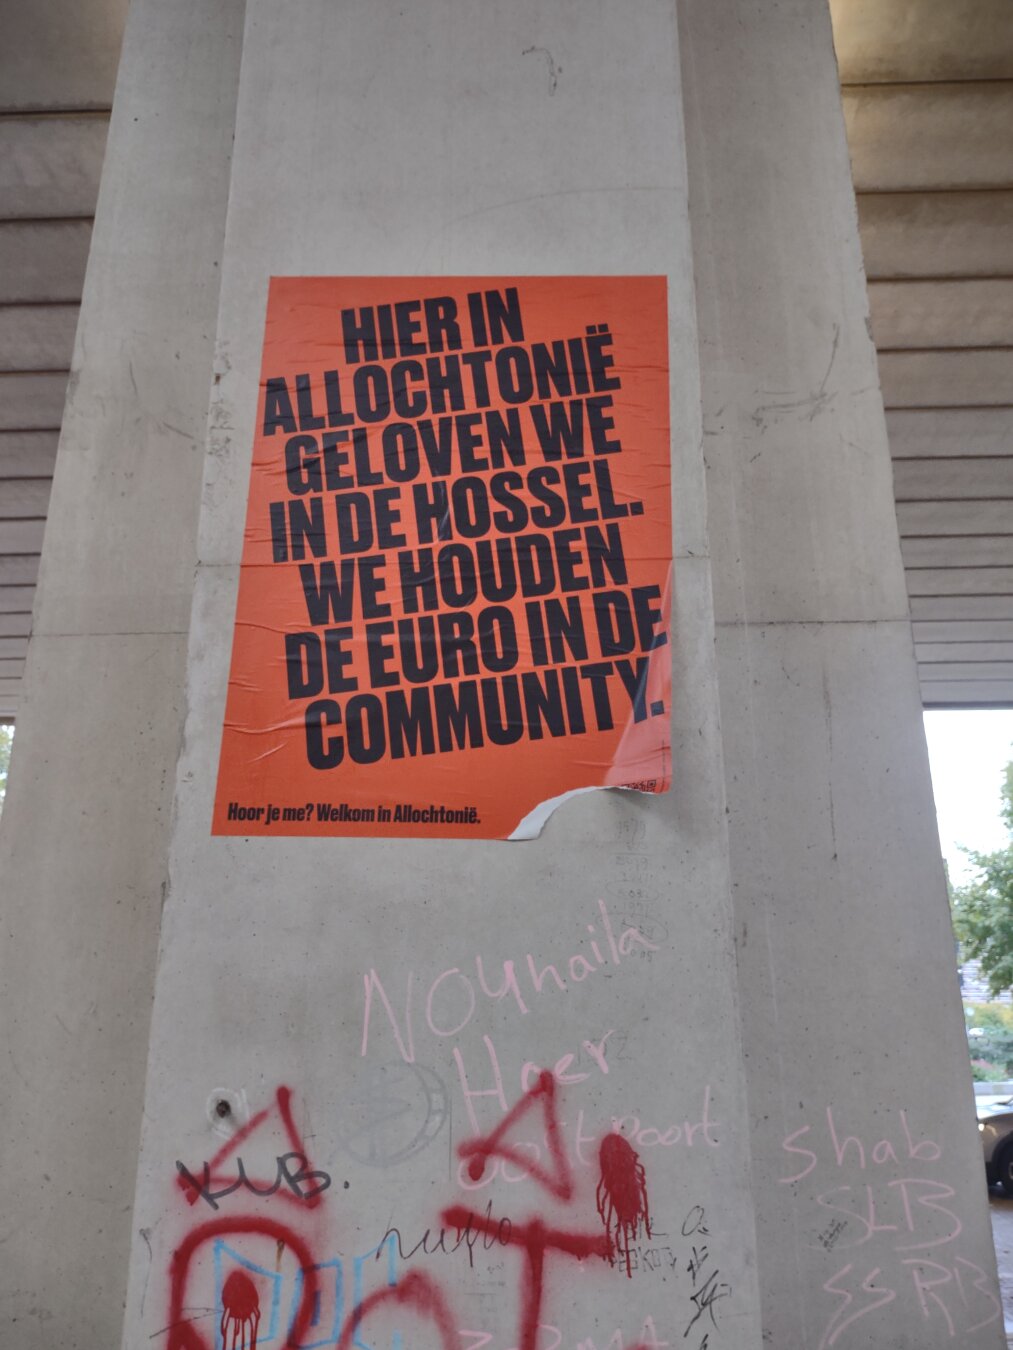 HIER IN
ALLOCHTONIË
GELOVEN WE
IN DE HOSSEL.
WE HOUDEN
DE EURO IN DE
COMMUNITY.
Hoor je me? Welkom in Allochtonië.
Nouhaila
Hoer
oostpoort
KUB.
shab
SLB